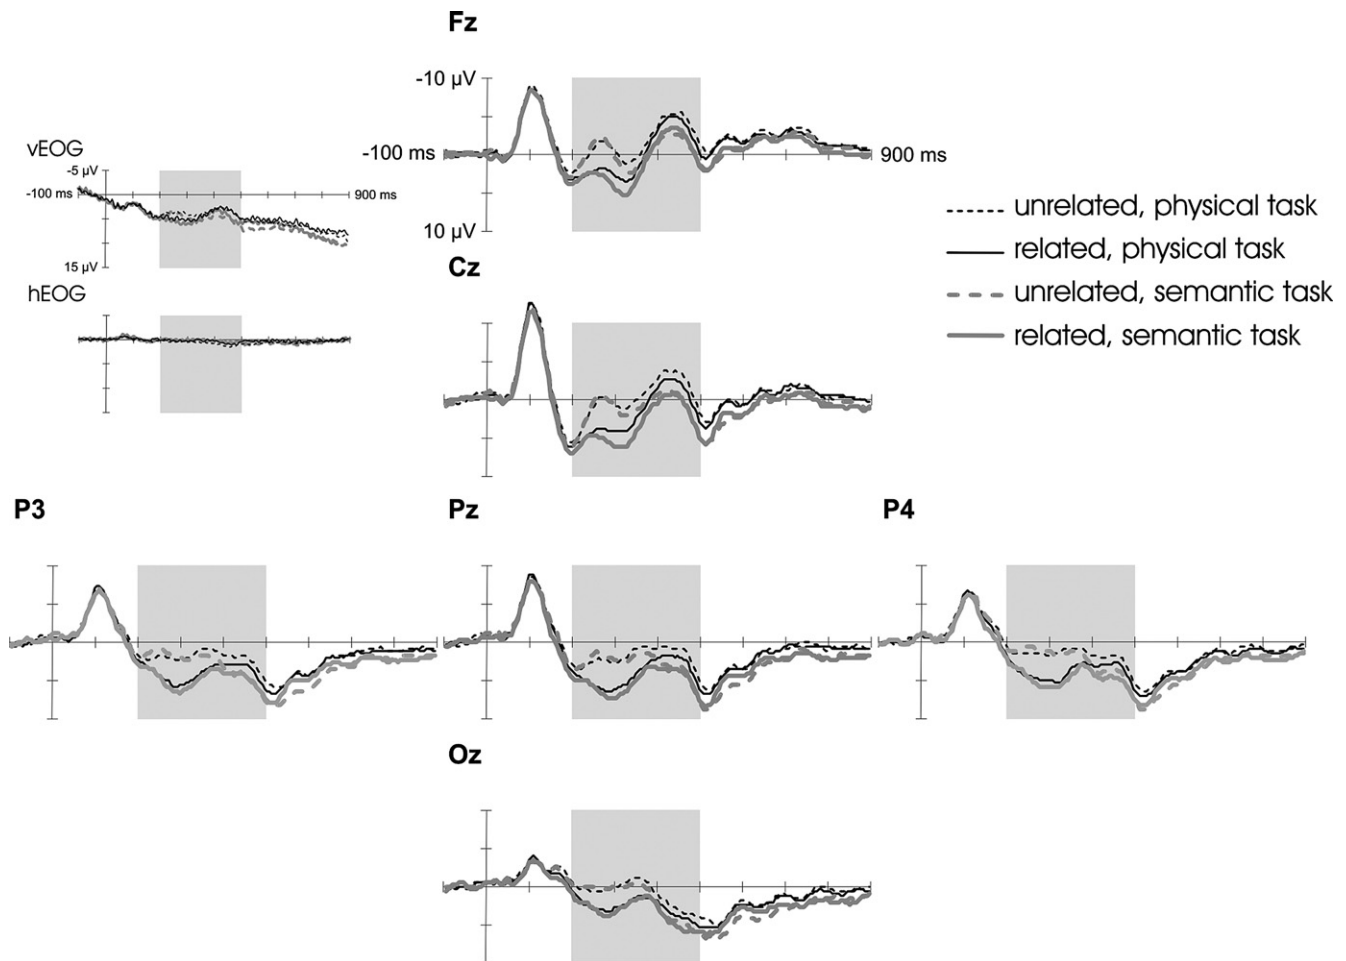 Fz
-10 µV
-100 ms
900 ms
10 µV
vEOG
-5 µV
-100 ms
900 ms
15 µV
hEOG
unrelated, physical task
related, physical task
unrelated, semantic task
related, semantic task
Cz
P3
Pz
P4
Oz